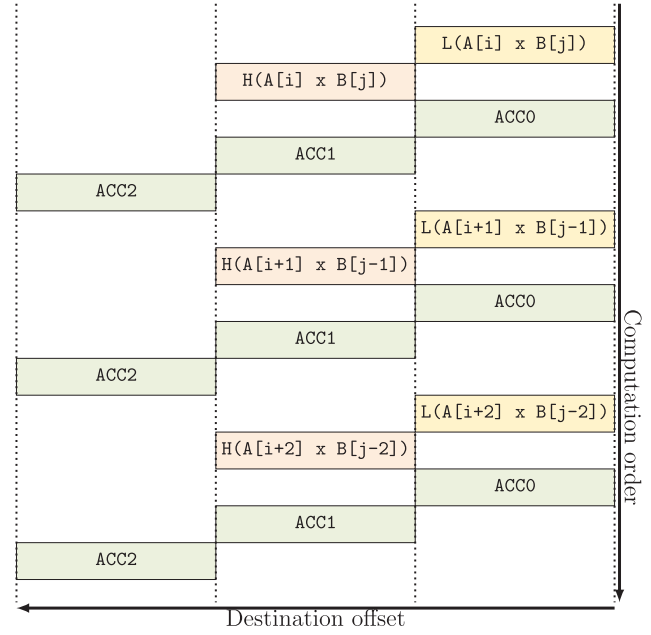 L(A[i] x B[j])
H(A[i] x B[j])
ACC0
ACC1
ACC2
L(A[i+1] x B[j-1])
H(A[i+1] x B[j-1])
ACC0
ACC1
ACC2
L(A[i+2] x B[j-2])
H(A[i+2] x B[j-2])
ACC0
ACC1
ACC2
Computation order
Destination offset